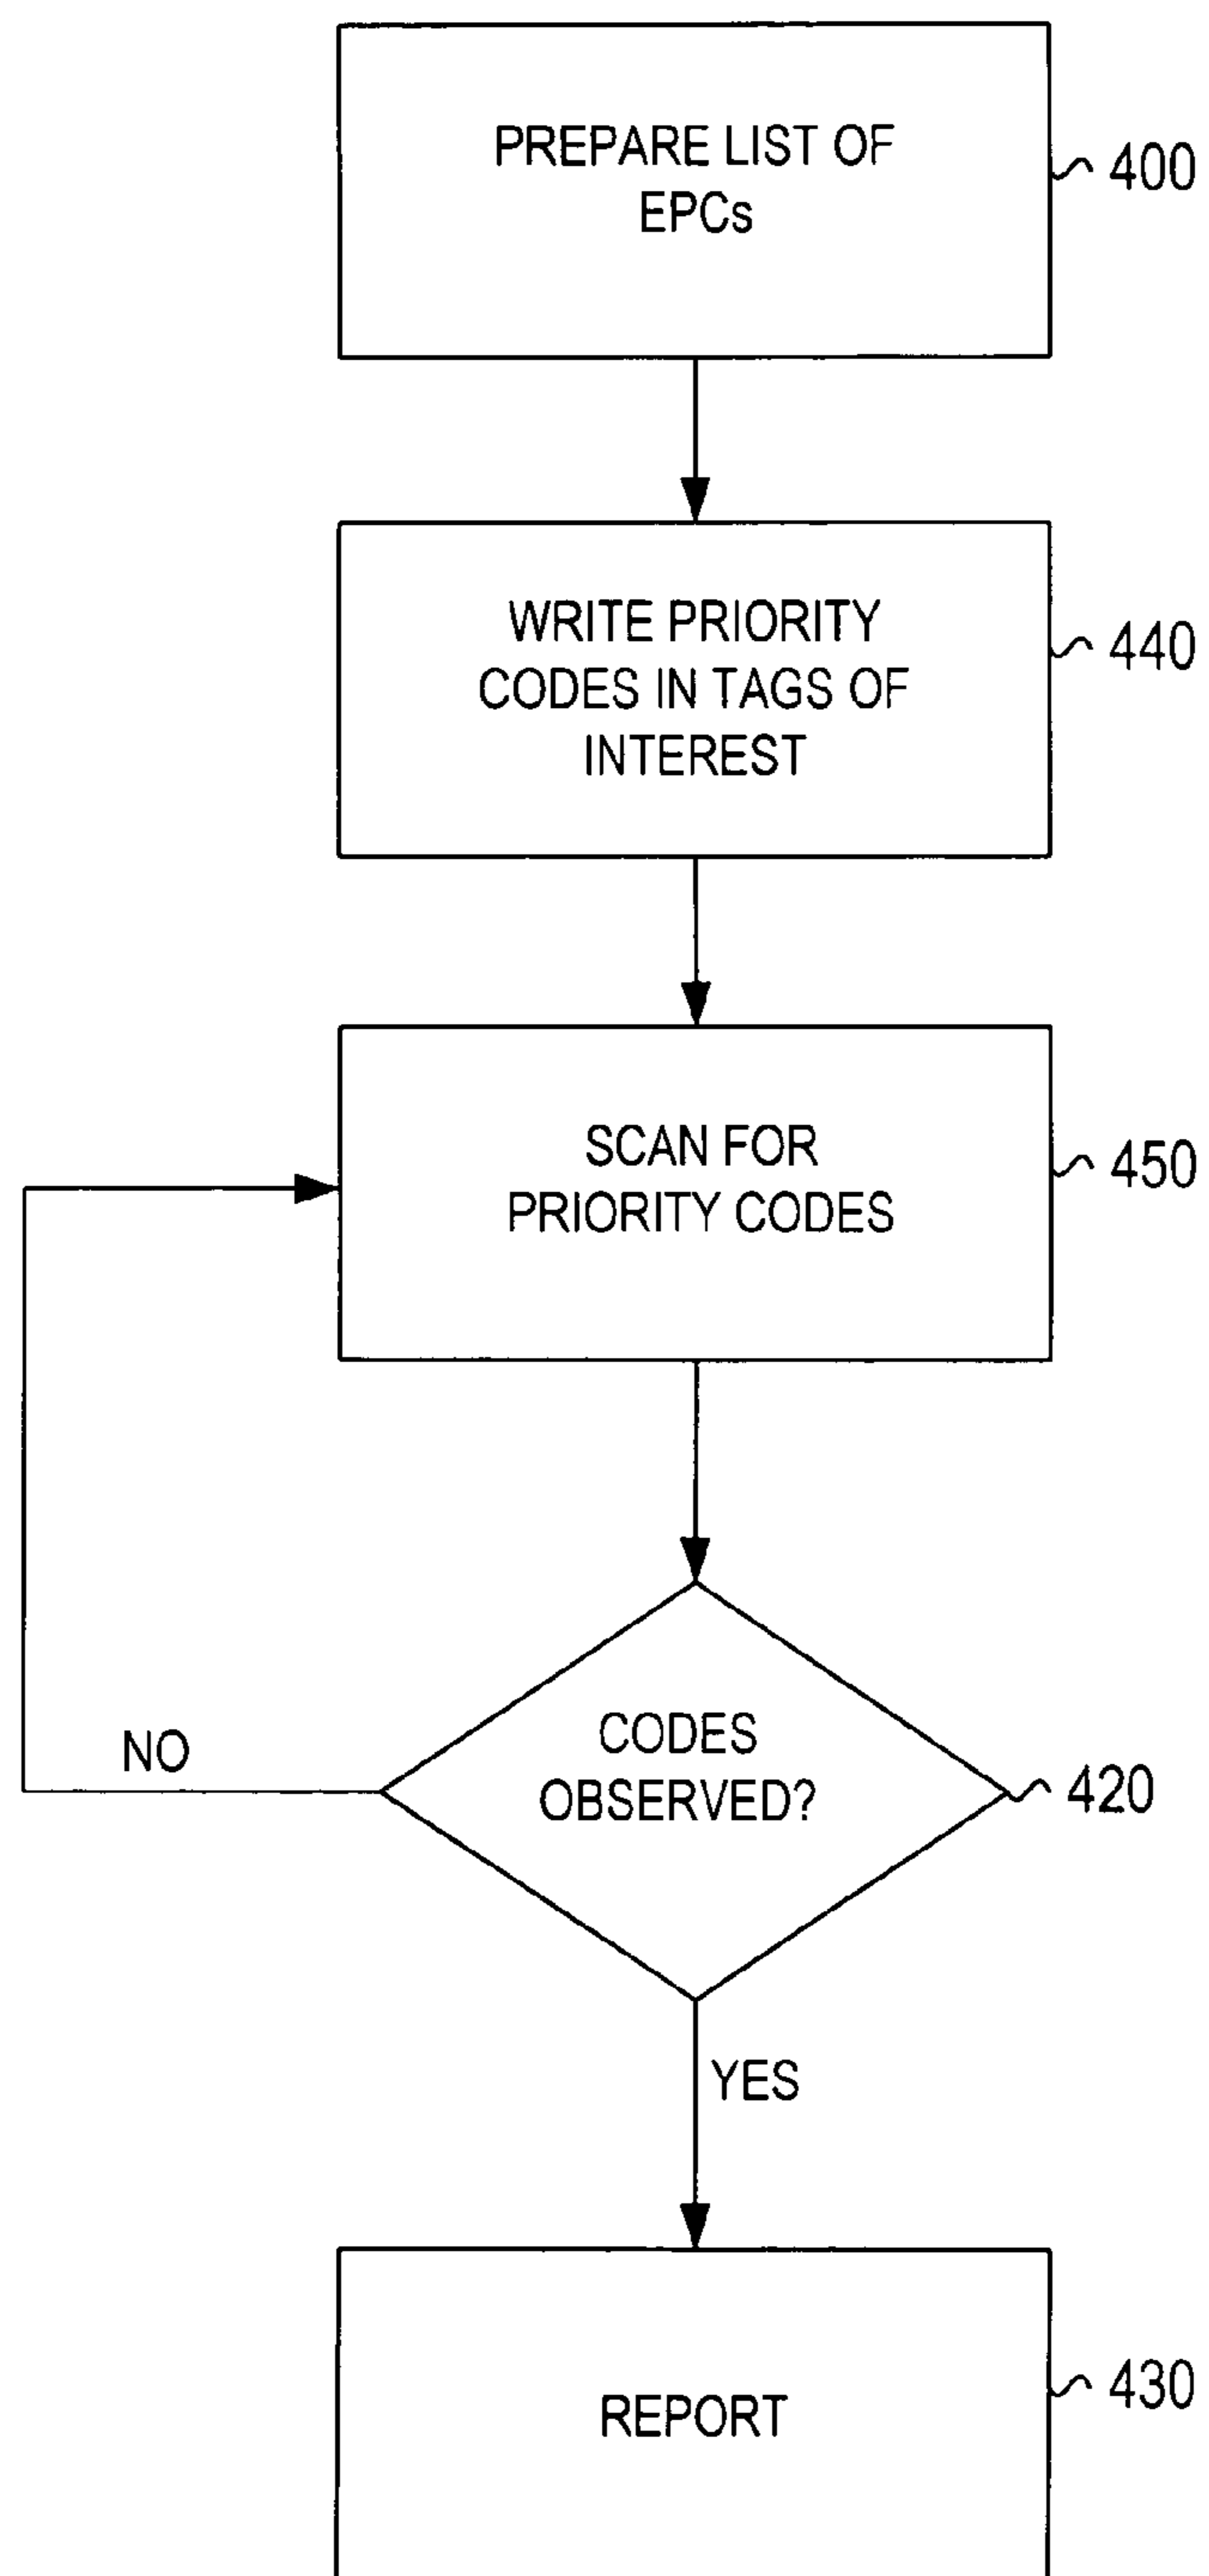 PREPARE LIST OF
EPCs
400
WRITE PRIORITY
CODES IN TAGS OF
INTEREST
440
SCAN FOR
PRIORITY CODES
450
CODES
OBSERVED?
420
NO
YES
REPORT
430